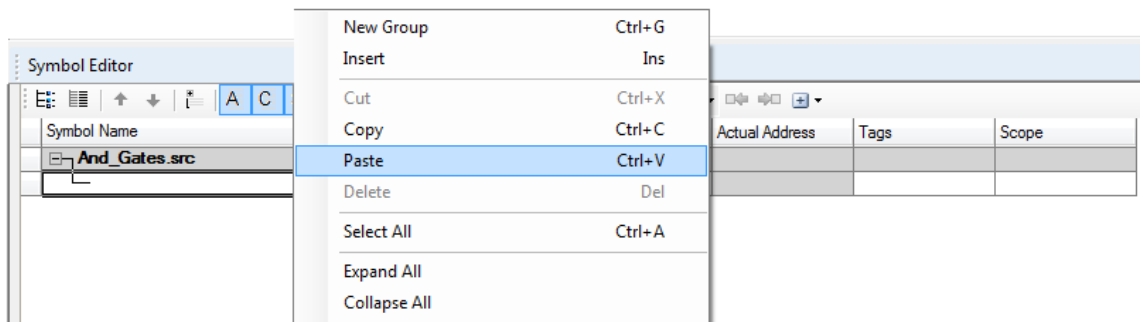 New Group Ctrl+G
Symbol Editor
Insert Ins
A C
Cut Ctrl+X
Symbol Name
Copy Ctrl+C
Actual Address Tags Scope
And_Gates.src
Paste Ctrl+V
Delete Del
Select All Ctrl+A
Expand All
Collapse All